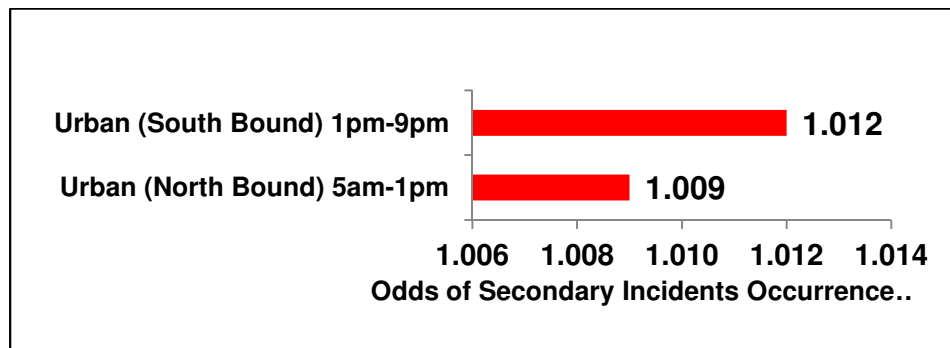 Urban (South Bound) 1pm-9pm
1.012
Urban (North Bound) 5am-1pm
1.009
1.006 1.008 1.010 1.012 1.014
Odds of Secondary Incidents Occurrence..